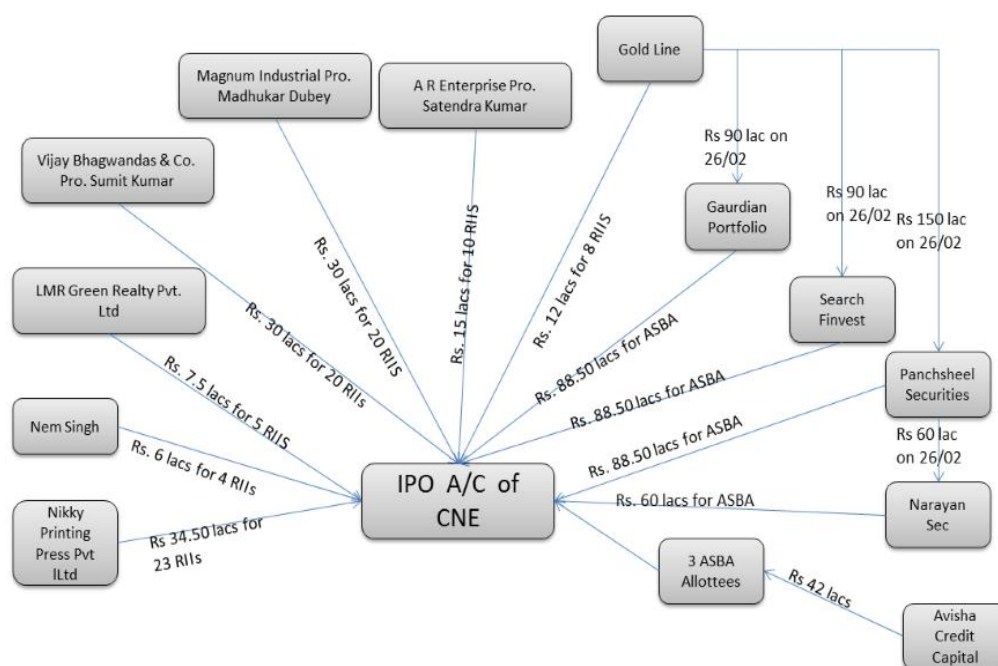 Gold Line
Magnum Industrial Pro.
Madhukar Dubey
A R Enterprise Pro.
Satendra Kumar
Vijay Bhagwandas & Co.
Pro. Sumit Kumar
Rs 90 lac on
26/02
Rs 90 lac
on 26/02
Rs 150 lac
on 26/02
Gaurdian
Portfolio
LMR Green Realty Pvt.
Ltd
Search
Finvest
Rs. 30 lacs for 20 RIIS
Rs. 15 lacs for 10 RIIS
Rs. 12 lacs for 8 RIIS
Rs. 30 lacs for 20 RIIs
Rs. 88.50 lacs for ASBA
Rs. 7.5 lacs for 5 RIIS
Rs. 88.50 lacs for ASBA
Panchsheel
Securities
Nem Singh
Rs. 6 lacs for 4 RIIs
Rs. 88.50 lacs for ASBA
Rs 60 lac
on 26/02
IPO A/C of
CNE
Rs. 60 lacs for ASBA
Narayan
Sec
Nikky
Printing
Press Pvt
lLtd
Rs 34.50 lacs for
23 RIIs
3 ASBA
Allottees
Rs 42 lacs
Avisha
Credit
Capital